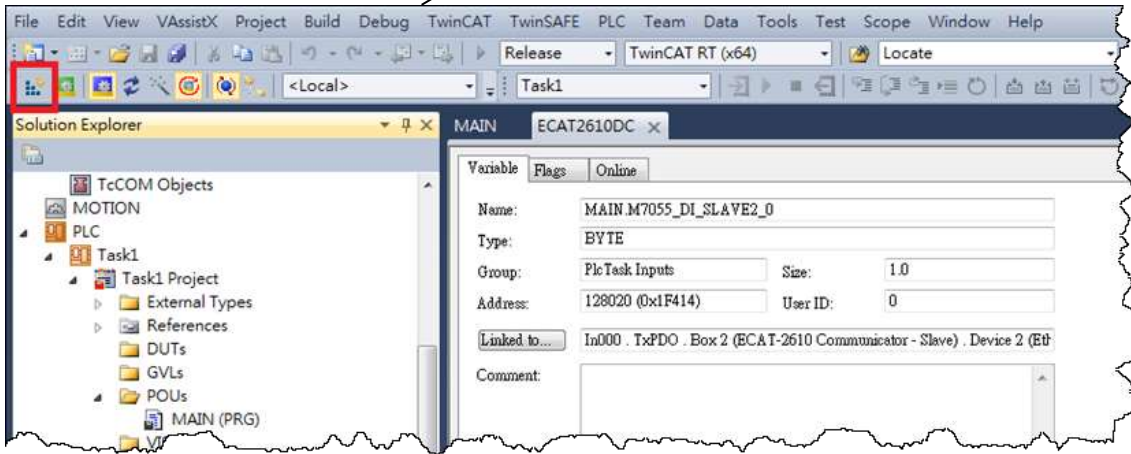 File Edit View VAssistX Project Build Debug TwinCAT TwinSAFE PLC Team Data Tools Test Scope Window Help
Release TwinCAT RT (x64) Locate
<Local> Task1
Solution Explorer
MAIN ECAT2610DC
TcCOM Objects
MOTION
PLC
Task1
Task1 Project
External Types
References
DUTs
GVLs
POUs
MAIN (PRG)
Variable Flags Online
Name: MAIN.M7055_DI_SLAVE2_0
Type: BYTE
Group: PlcTask Inputs Size: 1.0
Address: 128020 (0x1F414) User ID: 0
Linked to... In000 . TxPDO . Box 2 (ECAT-2610 Communicator - Slave) . Device 2 (Eth
Comment: